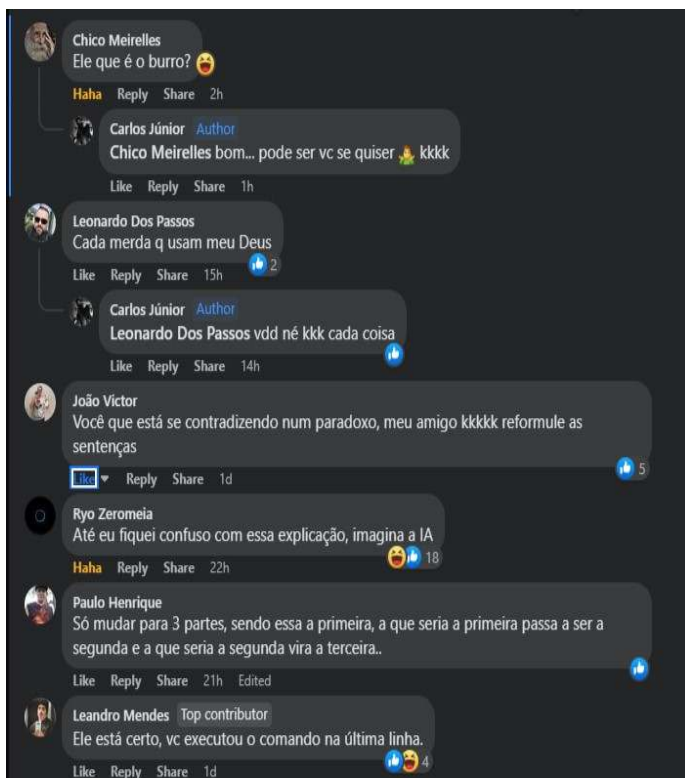 Chico Meirelles
Ele que é o burro? 😆
Haha Reply Share 2h
Carlos Júnior Author
Chico Meirelles bom... pode ser vc se quiser 🤷 kkkk
Like Reply Share 1h
Leonardo Dos Passos
Cada merda q usam meu Deus
2
Like Reply Share 15h
Carlos Júnior Author
Leonardo Dos Passos vdd né kkk cada coisa
Like Reply Share 14h
João Victor
Você que está se contradizendo num paradoxo, meu amigo kkkkk reformule as
sentenças
5
Like Reply Share 1d
Ryo Zeromeia
Até eu fiquei confuso com essa explicação, imagina a IA
18
Haha Reply Share 22h
Paulo Henrique
Só mudar para 3 partes, sendo essa a primeira, a que seria a primeira passa a ser a
segunda e a que seria a segunda vira a terceira..
Like Reply Share 21h Edited
Leandro Mendes Top contributor
Ele está certo, vc executou o comando na última linha.
4
Like Reply Share 1d